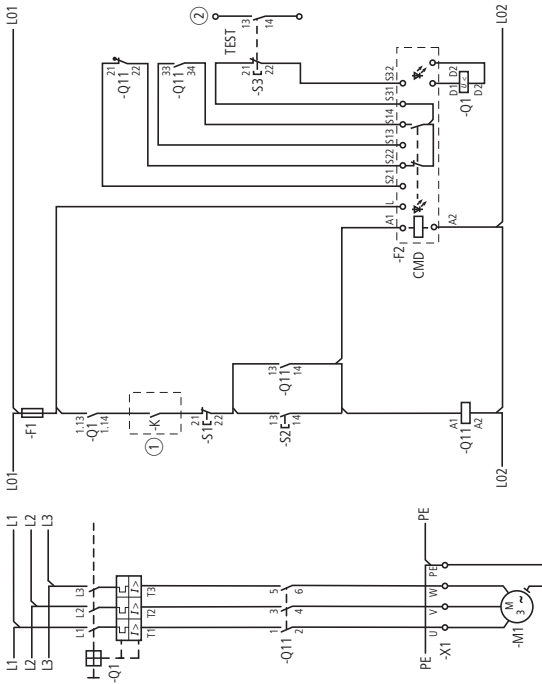 L1 L1
L2 L2
L3 L3
L1 L2 L3
-Q1
I> I> I>
T1 T2 T3
1 3 5
-Q11
2 4 6
PE PE
-X1
U V W PE
M
3 ~
-M1
L01 L01
-F1
1.13
-Q1
1.14
1
-K
21
-S1
22
13
-S2
14
13
-Q11
14
A1
-Q11
A2
L02 L02
21
-Q11
22
33
-Q11
34
21
-S3
22
TEST
13
14
2
A1 L S21 S22 S13 S14 S31 S32
-F2
CMD
A2
D1 D2
U <
-Q1
D2